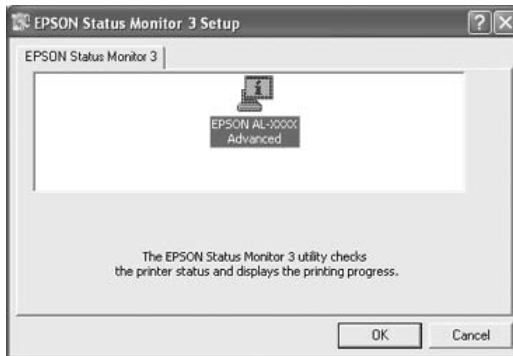 EPSON Status Monitor 3 Setup
EPSON Status Monitor 3
EPSON AL-XXXX
Advanced
The EPSON Status Monitor 3 utility checks
the printer status and displays the printing progress.
OK
Cancel